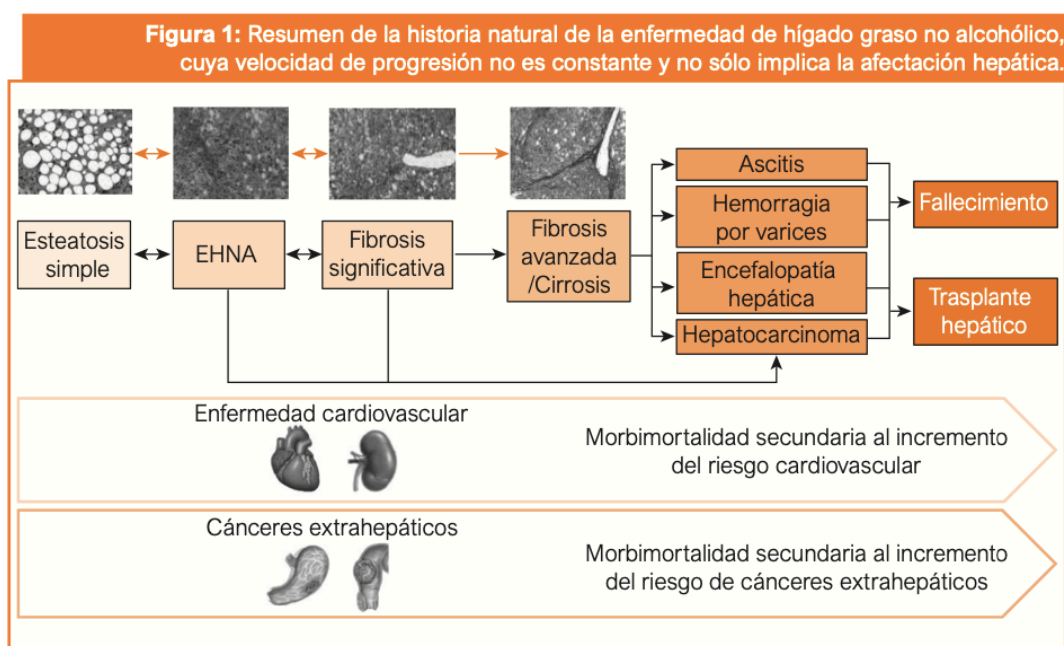 Figura 1: Resumen de la historia natural de la enfermedad de hígado graso no alcohólico,
cuya velocidad de progresión no es constante y no sólo implica la afectación hepática.
Esteatosis
simple
EHNA
Fibrosis
significativa
Fibrosis
avanzada
/Cirrosis
Ascitis
Hemorragia
por varices
Encefalopatía
hepática
Hepatocarcinoma
Fallecimiento
Trasplante
hepático
Enfermedad cardiovascular
Morbimortalidad secundaria al incremento
del riesgo cardiovascular
Cánceres extrahepáticos
Morbimortalidad secundaria al incremento
del riesgo de cánceres extrahepáticos